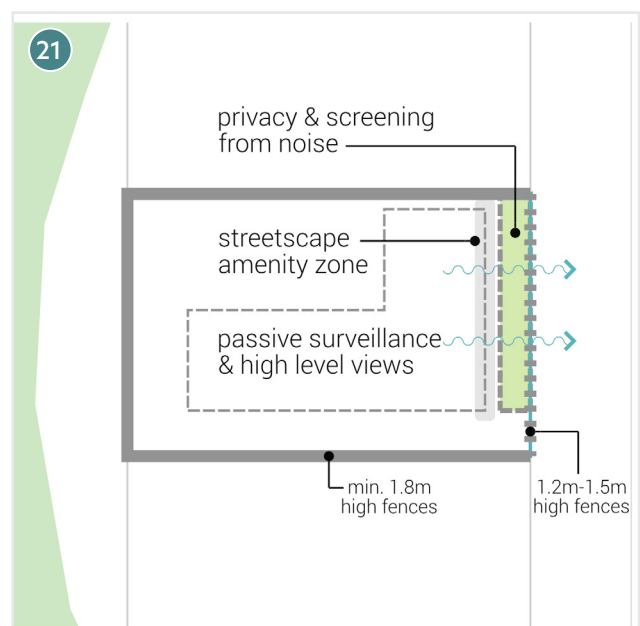 21
privacy & screening
from noise
streetscape
amenity zone
passive surveillance
& high level views
min. 1.8m
high fences
1.2m-1.5m
high fences